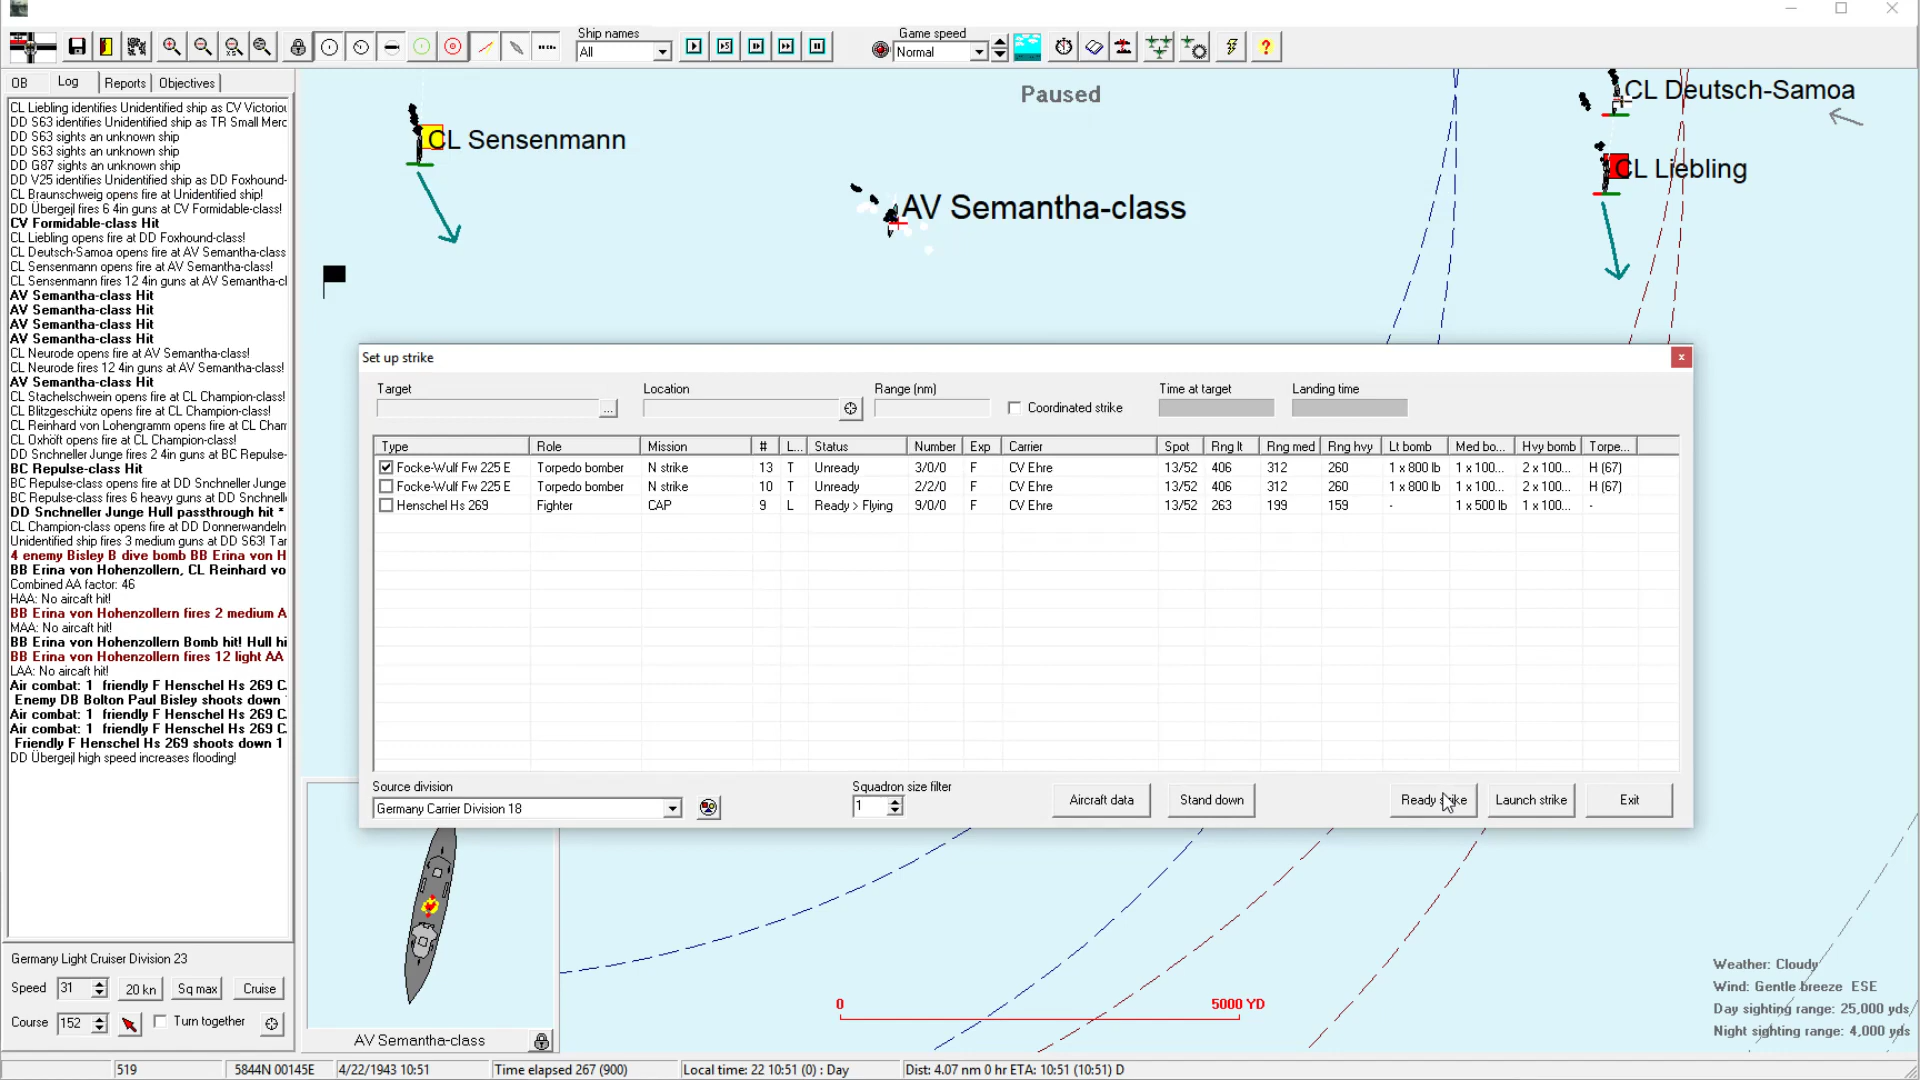 Ship names
All
Game speed
Normal
OB Log Reports Objectives
CL Liebling identifies Unidentified ship as CV Victoriou
DD S63 identifies Unidentified ship as TR Small Merc
DD S63 sights an unknown ship
DD S63 sights an unknown ship
DD G87 sights an unknown ship
DD V25 identifies Unidentified ship as DD Foxhound-
CL Braunschweig opens fire at Unidentified ship!
DD Übergejl fires 6 4in guns at CV Formidable-class!
CV Formidable-class Hit
CL Liebling opens fire at DD Foxhound-class!
CL Deutsch-Samoa opens fire at AV Semantha-class
CL Sensenmann opens fire at AV Semantha-class!
CL Sensenmann fires 12 4in guns at AV Semantha-cl
AV Semantha-class Hit
AV Semantha-class Hit
AV Semantha-class Hit
AV Semantha-class Hit
CL Neurode opens fire at AV Semantha-class!
CL Neurode fires 12 4in guns at AV Semantha-class!
AV Semantha-class Hit
CL Stachelschwein opens fire at CL Champion-class!
CL Blitzgeschütz opens fire at CL Champion-class!
CL Reinhard von Lohengramm opens fire at CL Cham
CL Oxhöft opens fire at CL Champion-class!
DD Snchneller Junge fires 2 4in guns at BC Repulse-
BC Repulse-class Hit
BC Repulse-class opens fire at DD Snchneller Junge
BC Repulse-class fires 6 heavy guns at DD Snchnell
DD Snchneller Junge Hull passthrough hit *
CL Champion-class opens fire at DD Donnerwandeln
Unidentified ship fires 3 medium guns at DD S63! Tar
4 enemy Bisley B dive bomb BB Erina von H
BB Erina von Hohenzollern, CL Reinhard vo
Combined AA factor: 46
HAA: No aircaft hit!
BB Erina von Hohenzollern fires 2 medium A
MAA: No aircaft hit!
BB Erina von Hohenzollern Bomb hit! Hull hi
BB Erina von Hohenzollern fires 12 light AA
LAA: No aircaft hit!
Air combat: 1 friendly F Henschel Hs 269 C
Enemy DB Bolton Paul Bisley shoots down
Air combat: 1 friendly F Henschel Hs 269 C
Air combat: 1 friendly F Henschel Hs 269 C
Friendly F Henschel Hs 269 shoots down 1
DD Übergejl high speed increases flooding!
Paused
CL Sensenmann
AV Semantha-class
CL Deutsch-Samoa
CL Liebling
Set up strike
Target Location Range (nm) Coordinated strike Time at target Landing time
Type Role Mission # L... Status Number Exp Carrier Spot Rng lt Rng med Rng hvy Lt bomb Med bo... Hvy bomb Torpe...
Focke-Wulf Fw 225 E Torpedo bomber N strike 13 T Unready 3/0/0 F CV Ehre 13/52 406 312 260 1 x 800 lb 1 x 100... 2 x 100... H (67)
Focke-Wulf Fw 225 E Torpedo bomber N strike 10 T Unready 2/2/0 F CV Ehre 13/52 406 312 260 1 x 800 lb 1 x 100... 2 x 100... H (67)
Henschel Hs 269 Fighter CAP 9 L Ready > Flying 9/0/0 F CV Ehre 13/52 263 199 159 - 1 x 500 lb 1 x 100... -
Source division
Germany Carrier Division 18
Squadron size filter
1
Aircraft data Stand down Ready strike Launch strike Exit
Germany Light Cruiser Division 23
Speed 31 20 kn Sq max Cruise
Course 152 Turn together
AV Semantha-class
0 5000 YD
Weather: Cloudy
Wind: Gentle breeze ESE
Day sighting range: 25,000 yds
Night sighting range: 4,000 yds
519 5844N 00145E 4/22/1943 10:51 Time elapsed 267 (900) Local time: 22 10:51 (0) : Day Dist: 4.07 nm 0 hr ETA: 10:51 (10:51) D